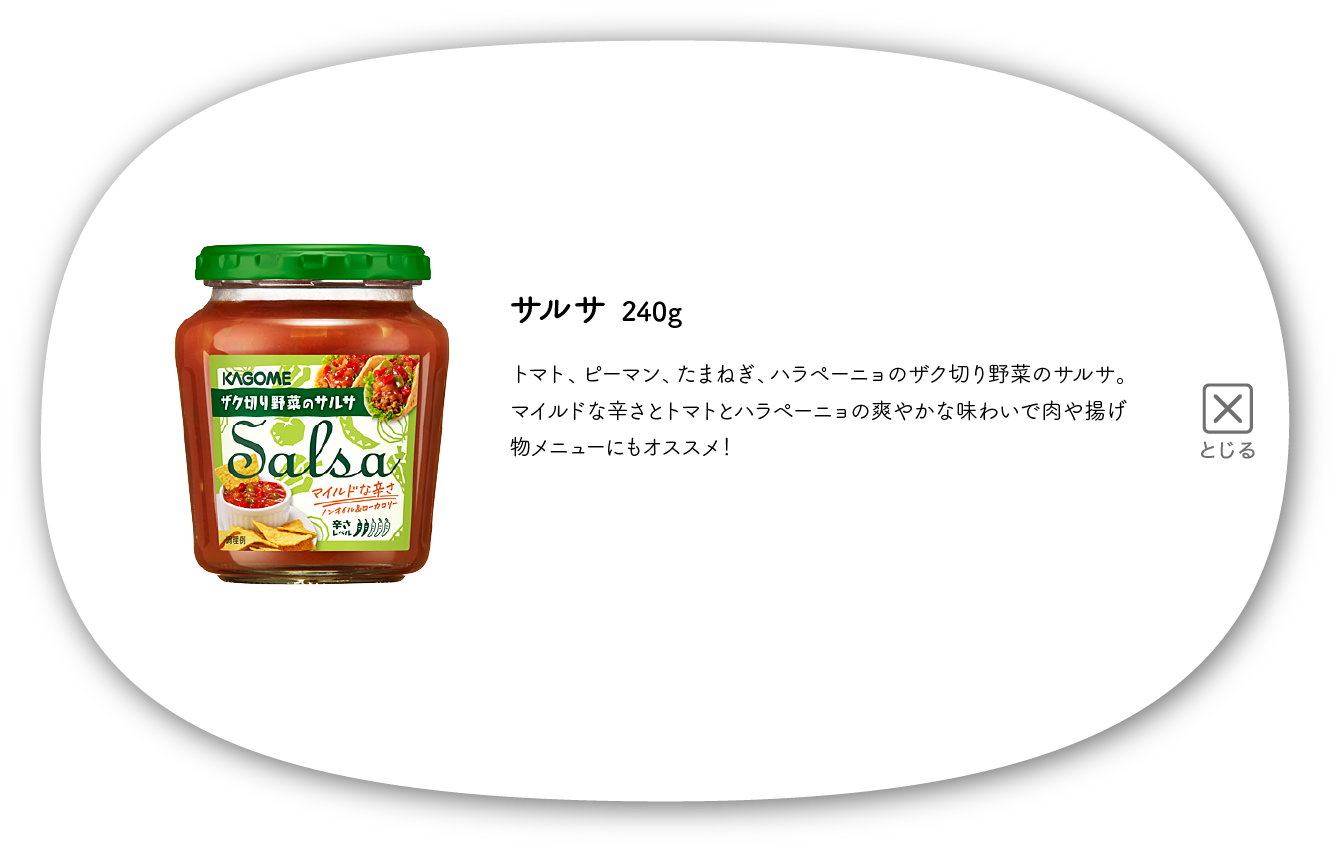 サルサ 240g
トマト、ピーマン、たまねぎ、ハラペーニョのザク切り野菜のサルサ。
マイルドな辛さとトマトとハラペーニョの爽やかな味わいで肉や揚げ
物メニューにもオススメ！
とじる
KAGOME
ザク切り野菜のサルサ
Salsa
マイルドな辛さ
ノンオイル&ローカロリー
辛さ
レベル
調理例